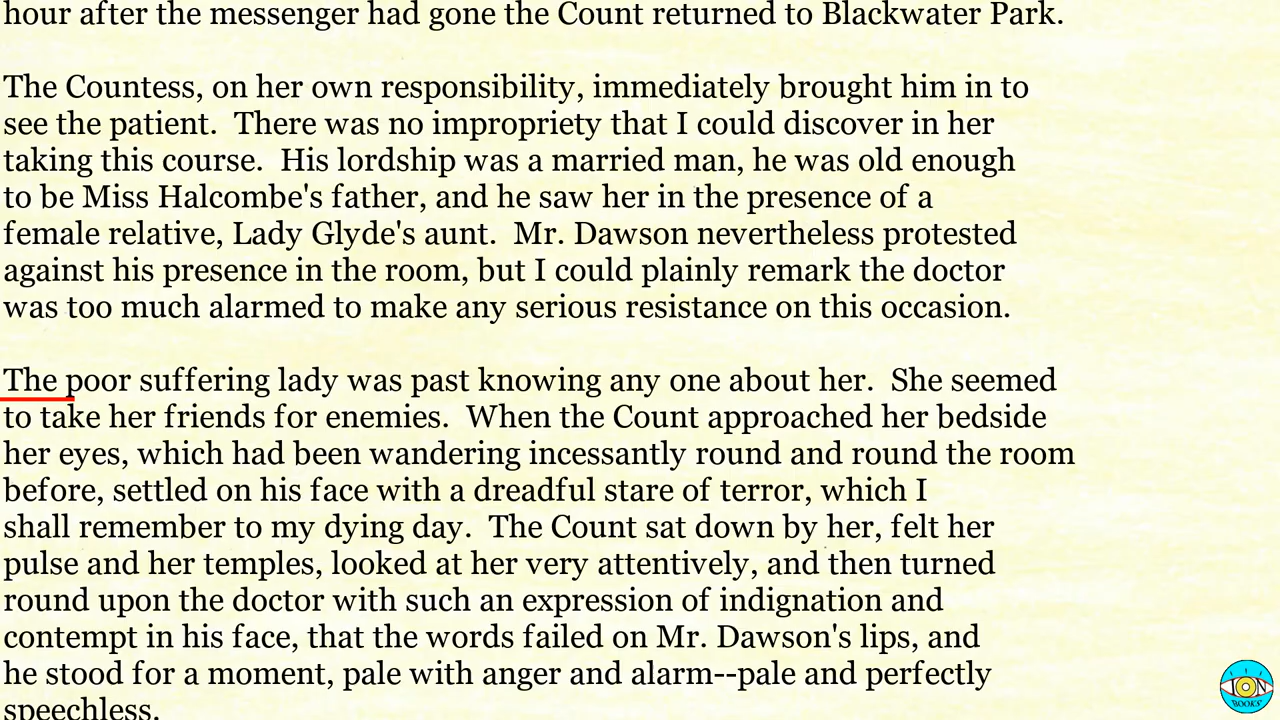 hour after the messenger had gone the Count returned to Blackwater Park.
The Countess, on her own responsibility, immediately brought him in to
see the patient.  There was no impropriety that I could discover in her
taking this course.  His lordship was a married man, he was old enough
to be Miss Halcombe's father, and he saw her in the presence of a
female relative, Lady Glyde's aunt.  Mr. Dawson nevertheless protested
against his presence in the room, but I could plainly remark the doctor
was too much alarmed to make any serious resistance on this occasion.
The poor suffering lady was past knowing any one about her.  She seemed
to take her friends for enemies.  When the Count approached her bedside
her eyes, which had been wandering incessantly round and round the room
before, settled on his face with a dreadful stare of terror, which I
shall remember to my dying day.  The Count sat down by her, felt her
pulse and her temples, looked at her very attentively, and then turned
round upon the doctor with such an expression of indignation and
contempt in his face, that the words failed on Mr. Dawson's lips, and
he stood for a moment, pale with anger and alarm--pale and perfectly
speechless.
ION
BOOKS